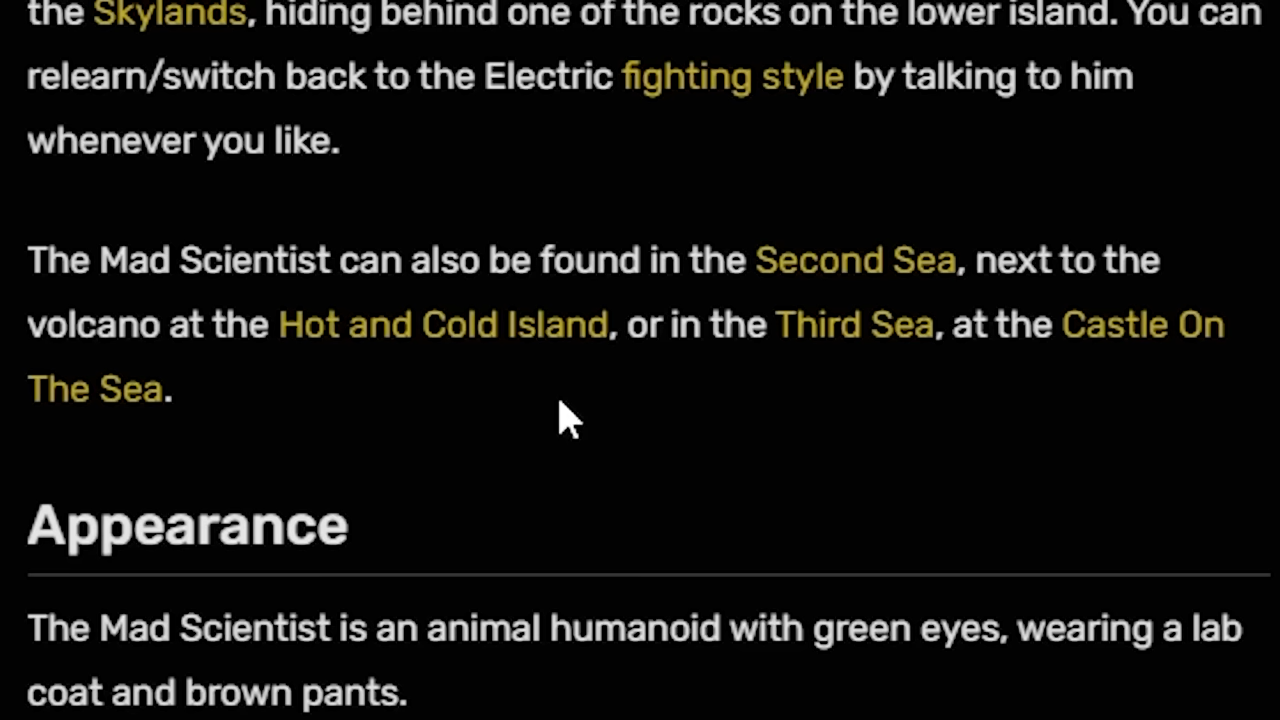 the Skylands, hiding behind one of the rocks on the lower island. You can
relearn/switch back to the Electric fighting style by talking to him
whenever you like.
The Mad Scientist can also be found in the Second Sea, next to the
volcano at the Hot and Cold Island, or in the Third Sea, at the Castle On
The Sea.
Appearance
The Mad Scientist is an animal humanoid with green eyes, wearing a lab
coat and brown pants.